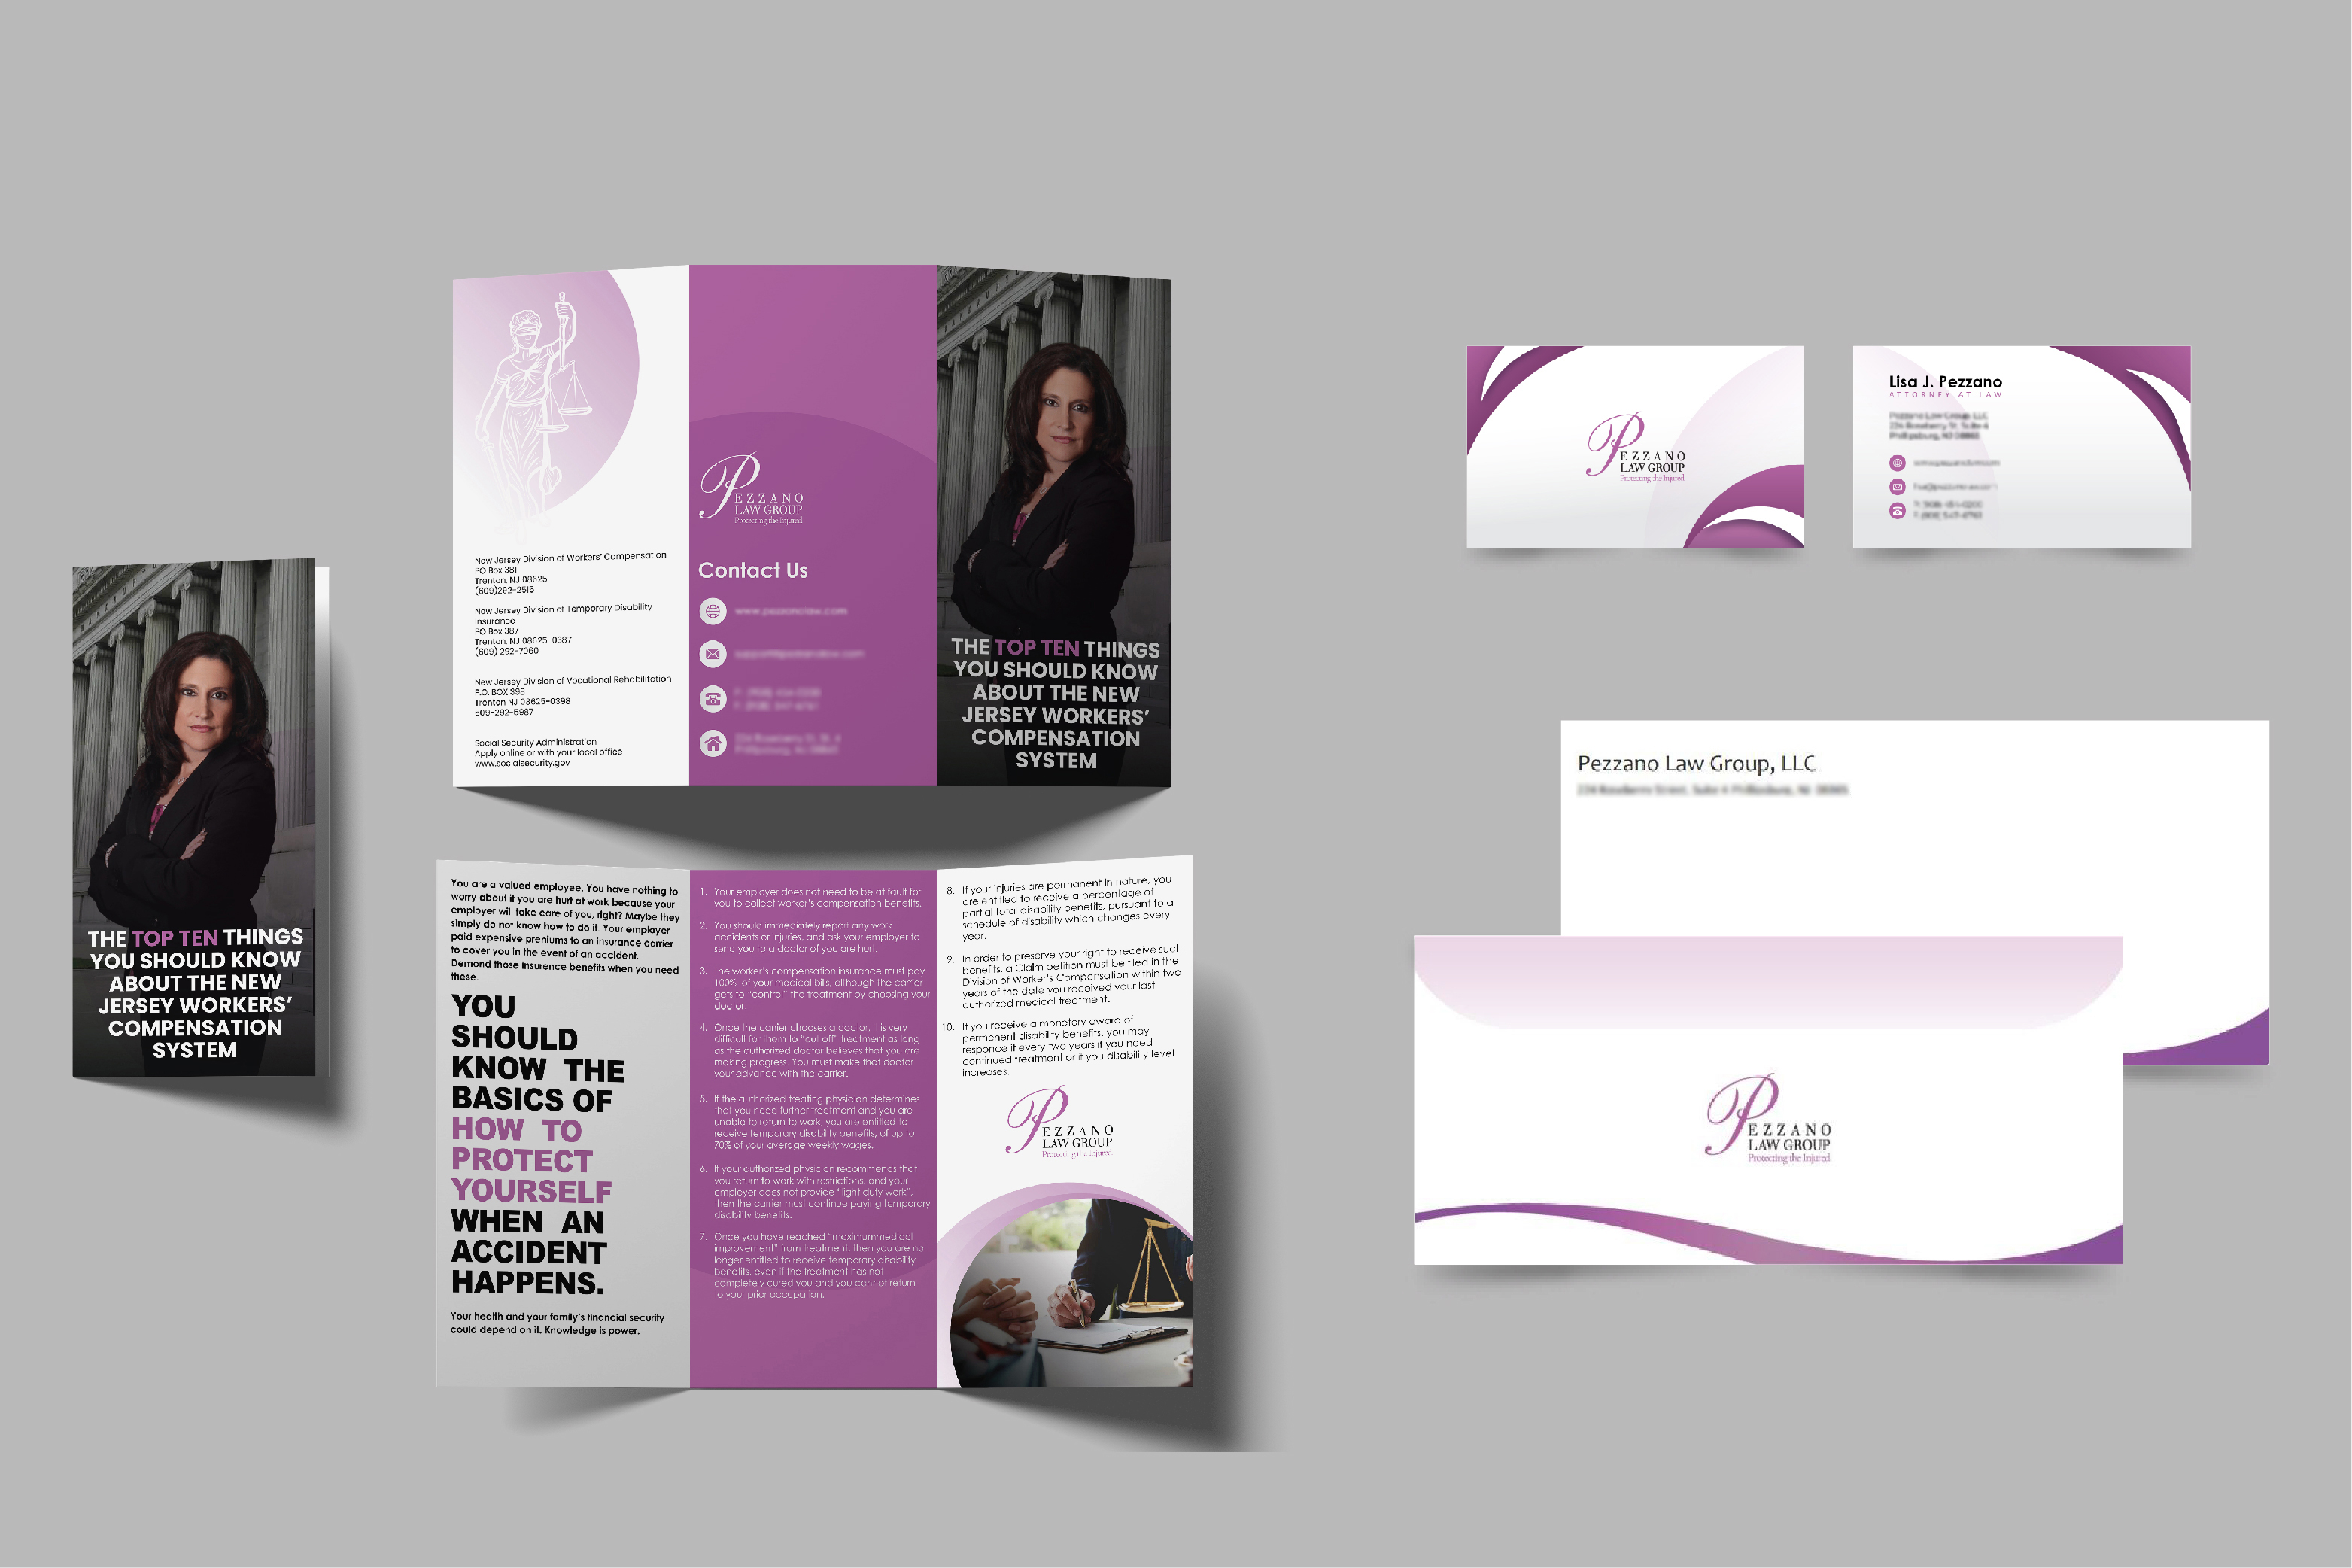 THE TOP TEN THINGS
YOU SHOULD KNOW
ABOUT THE NEW
JERSEY WORKERS'
COMPENSATION
SYSTEM
New Jersey Division of Workers' Compensation
PO Box 381
Trenton, NJ 08625
(609)292-2515
New Jersey Division of Temporary Disability
Insurance
PO Box 387
Trenton, NJ 08625-0387
(609) 292-7060
New Jersey Division of Vocational Rehabilitation
P.O. BOX 398
Trenton NJ 08625-0398
609-292-5987
Social Security Administration
Apply online or with your local office
www.socialsecurity.gov
PEZZANO
LAW GROUP
Protecting the Injured
Contact Us
THE TOP TEN THINGS
YOU SHOULD KNOW
ABOUT THE NEW
JERSEY WORKERS'
COMPENSATION
SYSTEM
You are a valued employee. You have nothing to
worry about if you are hurt at work because your
employer will take care of you, right? Maybe they
simply do not know how to do it. Your employer
paid expensive premiums to an insurance carrier
to cover you in the event of an accident.
Demond those insurence benefits when you need
these.
YOU
SHOULD
KNOW THE
BASICS OF
HOW TO
PROTECT
YOURSELF
WHEN AN
ACCIDENT
HAPPENS.
Your health and your family's financial security
could depend on it. Knowledge is power.
1. Your employer does not need to be at fault for
you to collect worker's compensation benefits.
2. You should immediately report any work
accidents or injuries, and ask your employer to
send you to a doctor of you are hurt.
3. The worker's compensation insurance must pay
100% of your medical bills, although the carrier
gets to "control" the treatment by choosing your
doctor.
4. Once the carrier chooses a doctor, it is very
difficult for them to "cut off" treatment as long
as the authorized doctor believes that you are
making progress. You must make that doctor
your advance with the carrier.
5. If the authorized treating physician determines
that you need further treatment and you are
unable to return to work, you are entitled to
receive temporary disability benefits, of up to
70% of your average weekly wages.
6. If your authorized physician recommends that
you return to work with restrictions, and your
employer does not provide "light duty work",
then the carrier must continue paying temporary
disability benefits.
7. Once you have reached "maximummedical
improvement" from treatment, then you are no
longer entitled to receive temporary disability
benefits, even if the treatment has not
completely cured you and you cannot return
to your prior occupation.
8. If your injuries are permanent in nature, you
are entitled to receive a percentage of
partial total disability benefits, pursuant to a
schedule of disability which changes every
year.
9. In order to preserve your right to receive such
benefits, a Claim petition must be filed in the
Division of Worker's Compensation within two
years of the date you received your last
authorized medical treatment.
10. If you receive a monetory award of
permenent disability benefits, you may
responce it every two years if you need
continued treatment or if you disability level
increases.
PEZZANO
LAW GROUP
Protecting the Injured
PEZZANO
LAW GROUP
Protecting the Injured
Lisa J. Pezzano
ATTORNEY AT LAW
Pezzano Law Group, LLC
PEZZANO
LAW GROUP
Protecting the Injured